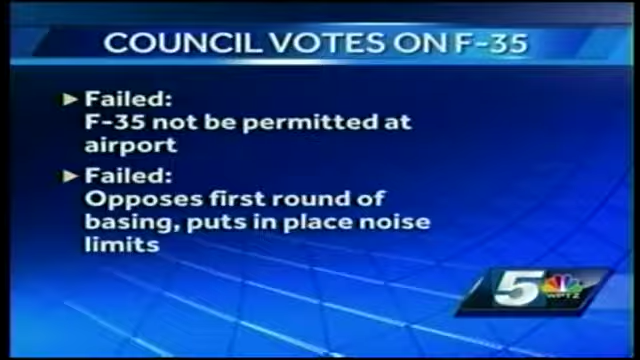 COUNCIL VOTES ON F-35
Failed:
F-35 not be permitted at
airport
Failed:
Opposes first round of
basing, puts in place noise
limits
5
WPTZ